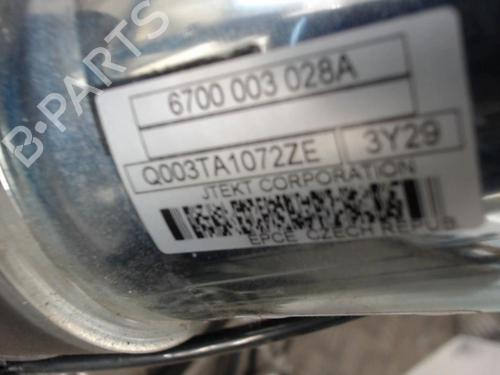 B-PARTS
6700 003 028A
Q003TA1072ZE 3Y29
JTEKT CORPORATION
EPCE CZECH REPUB